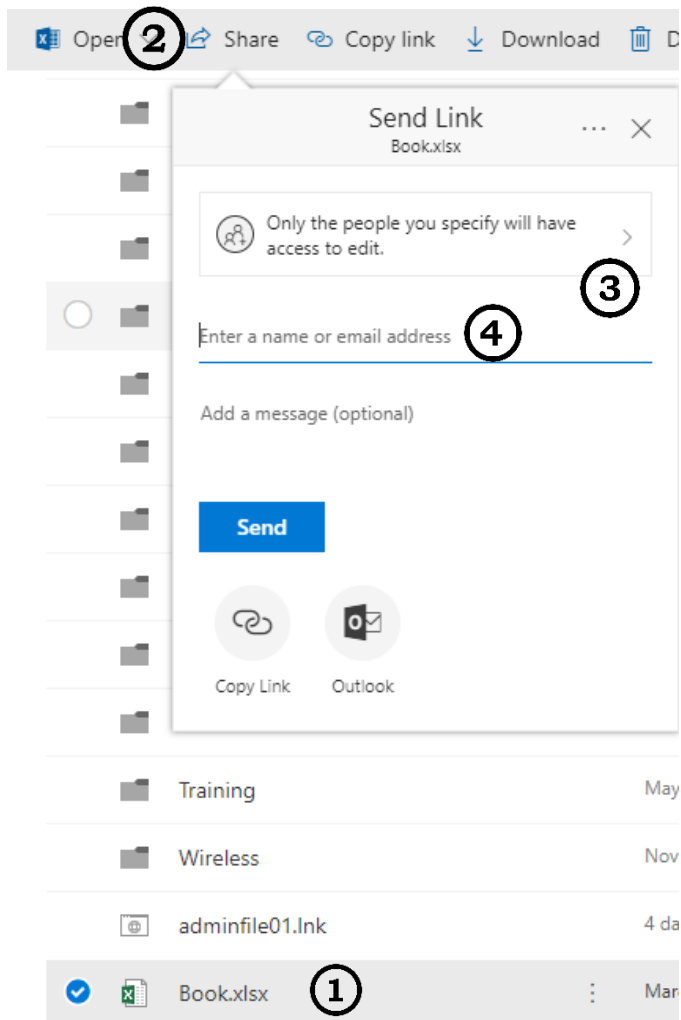 Open 2 Share Copy link Download D
Send Link
Book.xlsx
Only the people you specify will have
access to edit.
3
Enter a name or email address 4
Add a message (optional)
Send
Copy Link Outlook
Training May
Wireless Nov
adminfile01.lnk 4 da
Book.xlsx 1 Mar